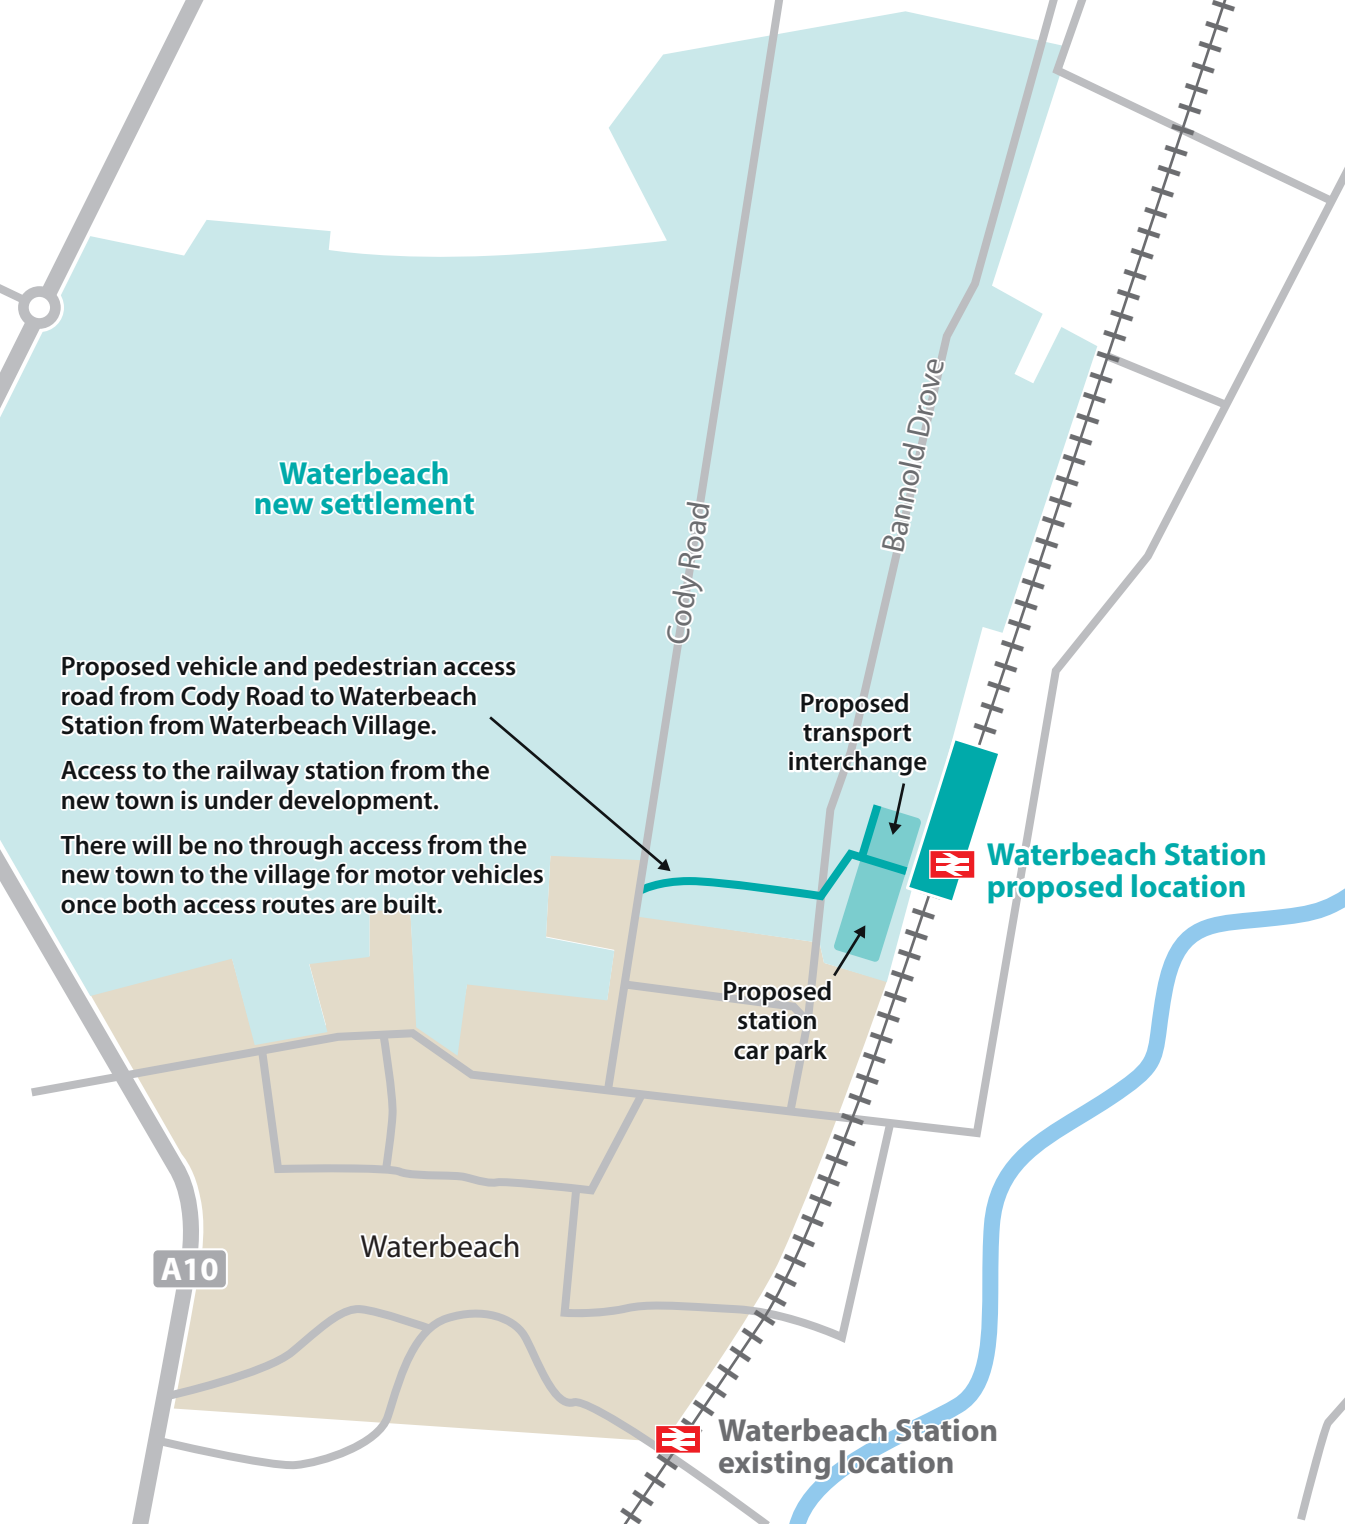 Waterbeach
new settlement
Cody Road
Bannold Drove
Proposed vehicle and pedestrian access
road from Cody Road to Waterbeach
Station from Waterbeach Village.
Access to the railway station from the
new town is under development.
There will be no through access from the
new town to the village for motor vehicles
once both access routes are built.
Proposed
transport
interchange
Waterbeach Station
proposed location
Proposed
station
car park
Waterbeach
A10
Waterbeach Station
existing location